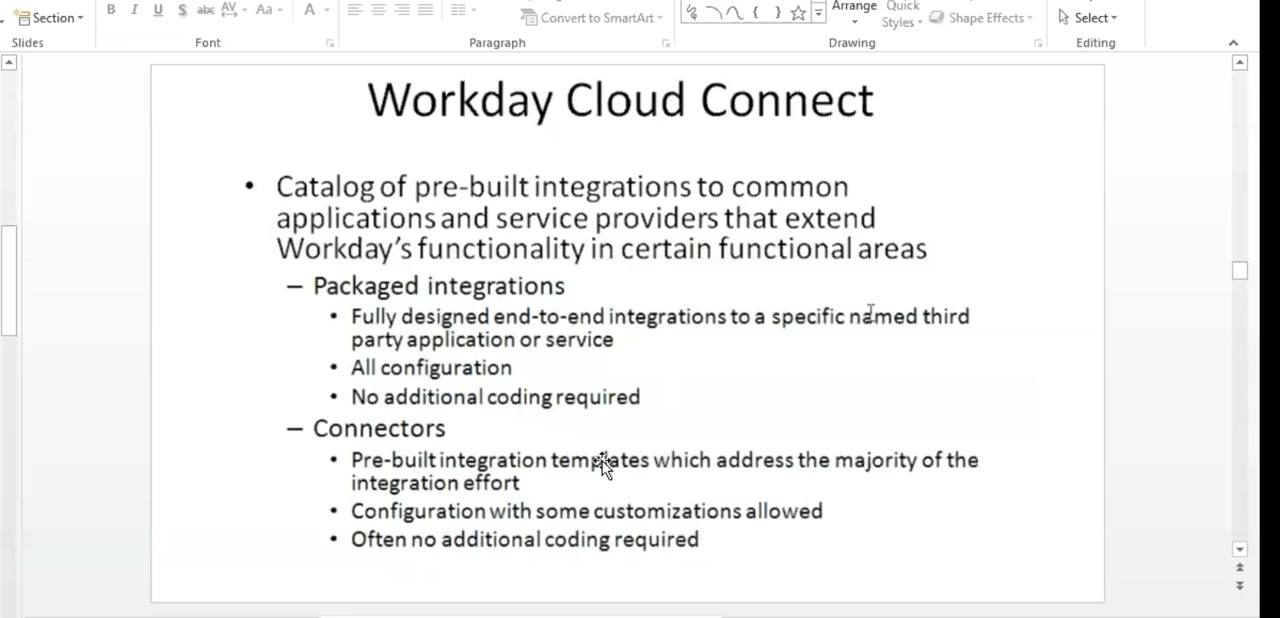 Section
B I U S abc AV Aa A
Convert to SmartArt
Arrange
Quick
Styles
Shape Effects
Select
Slides
Font
Paragraph
Drawing
Editing
Workday Cloud Connect
• Catalog of pre-built integrations to common
applications and service providers that extend
Workday’s functionality in certain functional areas
– Packaged integrations
• Fully designed end-to-end integrations to a specific named third
party application or service
• All configuration
• No additional coding required
– Connectors
• Pre-built integration templates which address the majority of the
integration effort
• Configuration with some customizations allowed
• Often no additional coding required